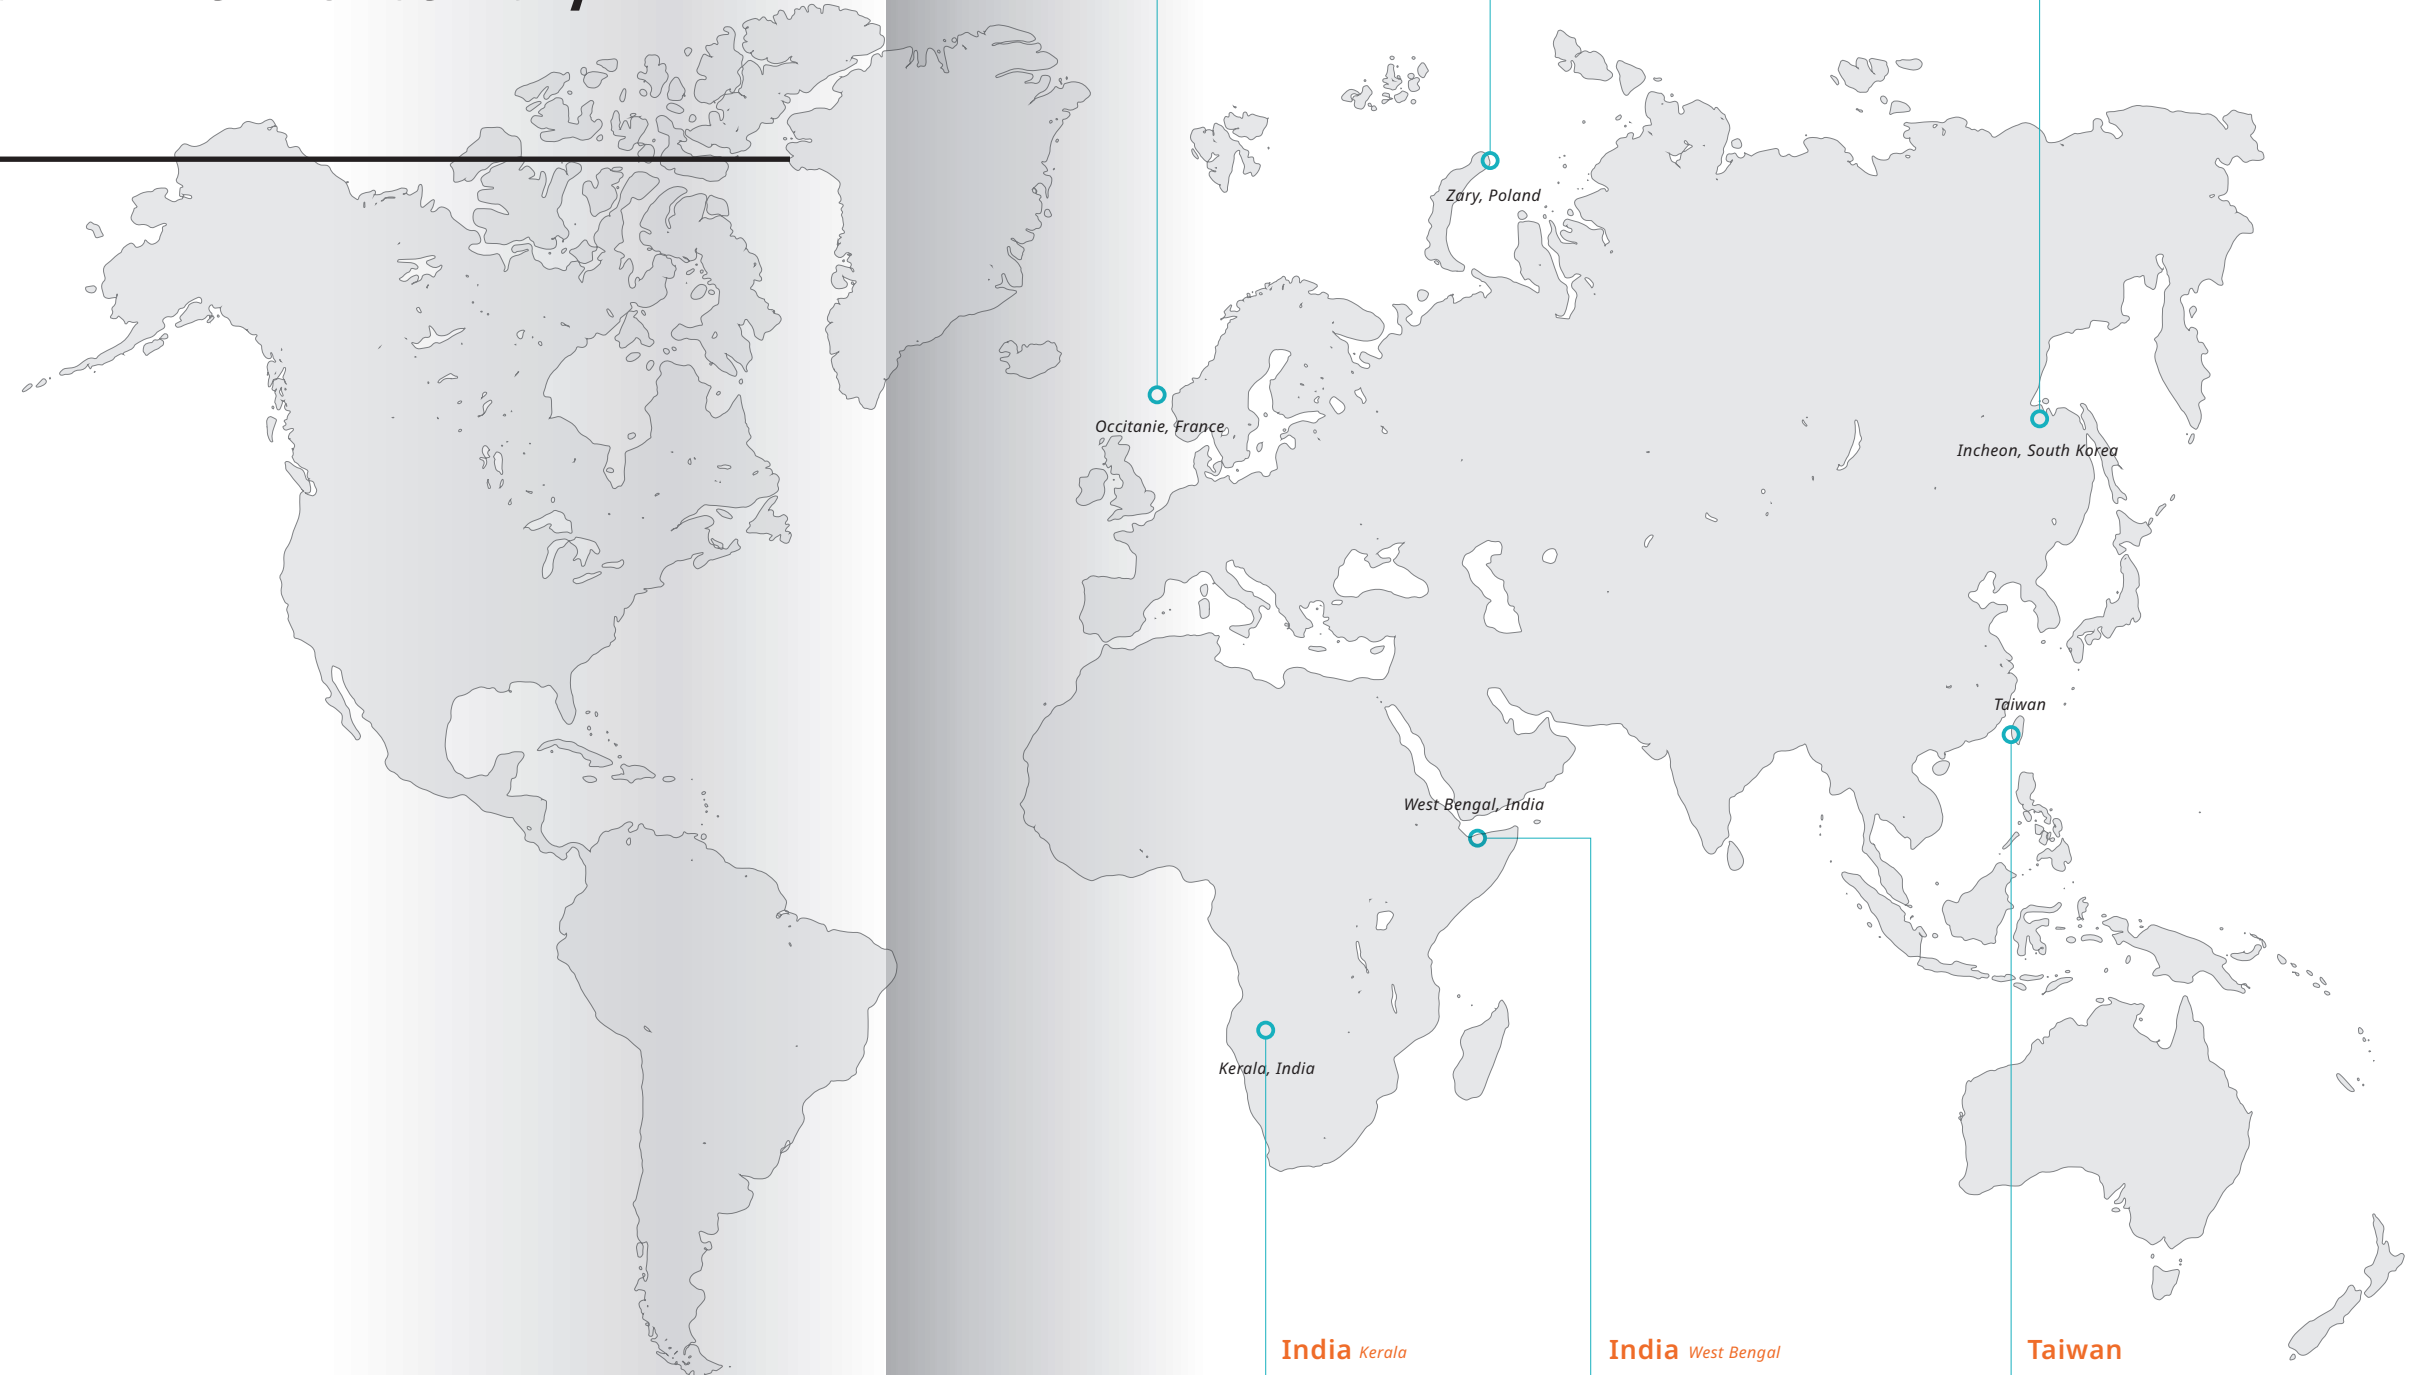 Zary, Poland
Occitanie, France
Incheon, South Korea
Taiwan
West Bengal, India
Kerala, India
India Kerala
India West Bengal
Taiwan